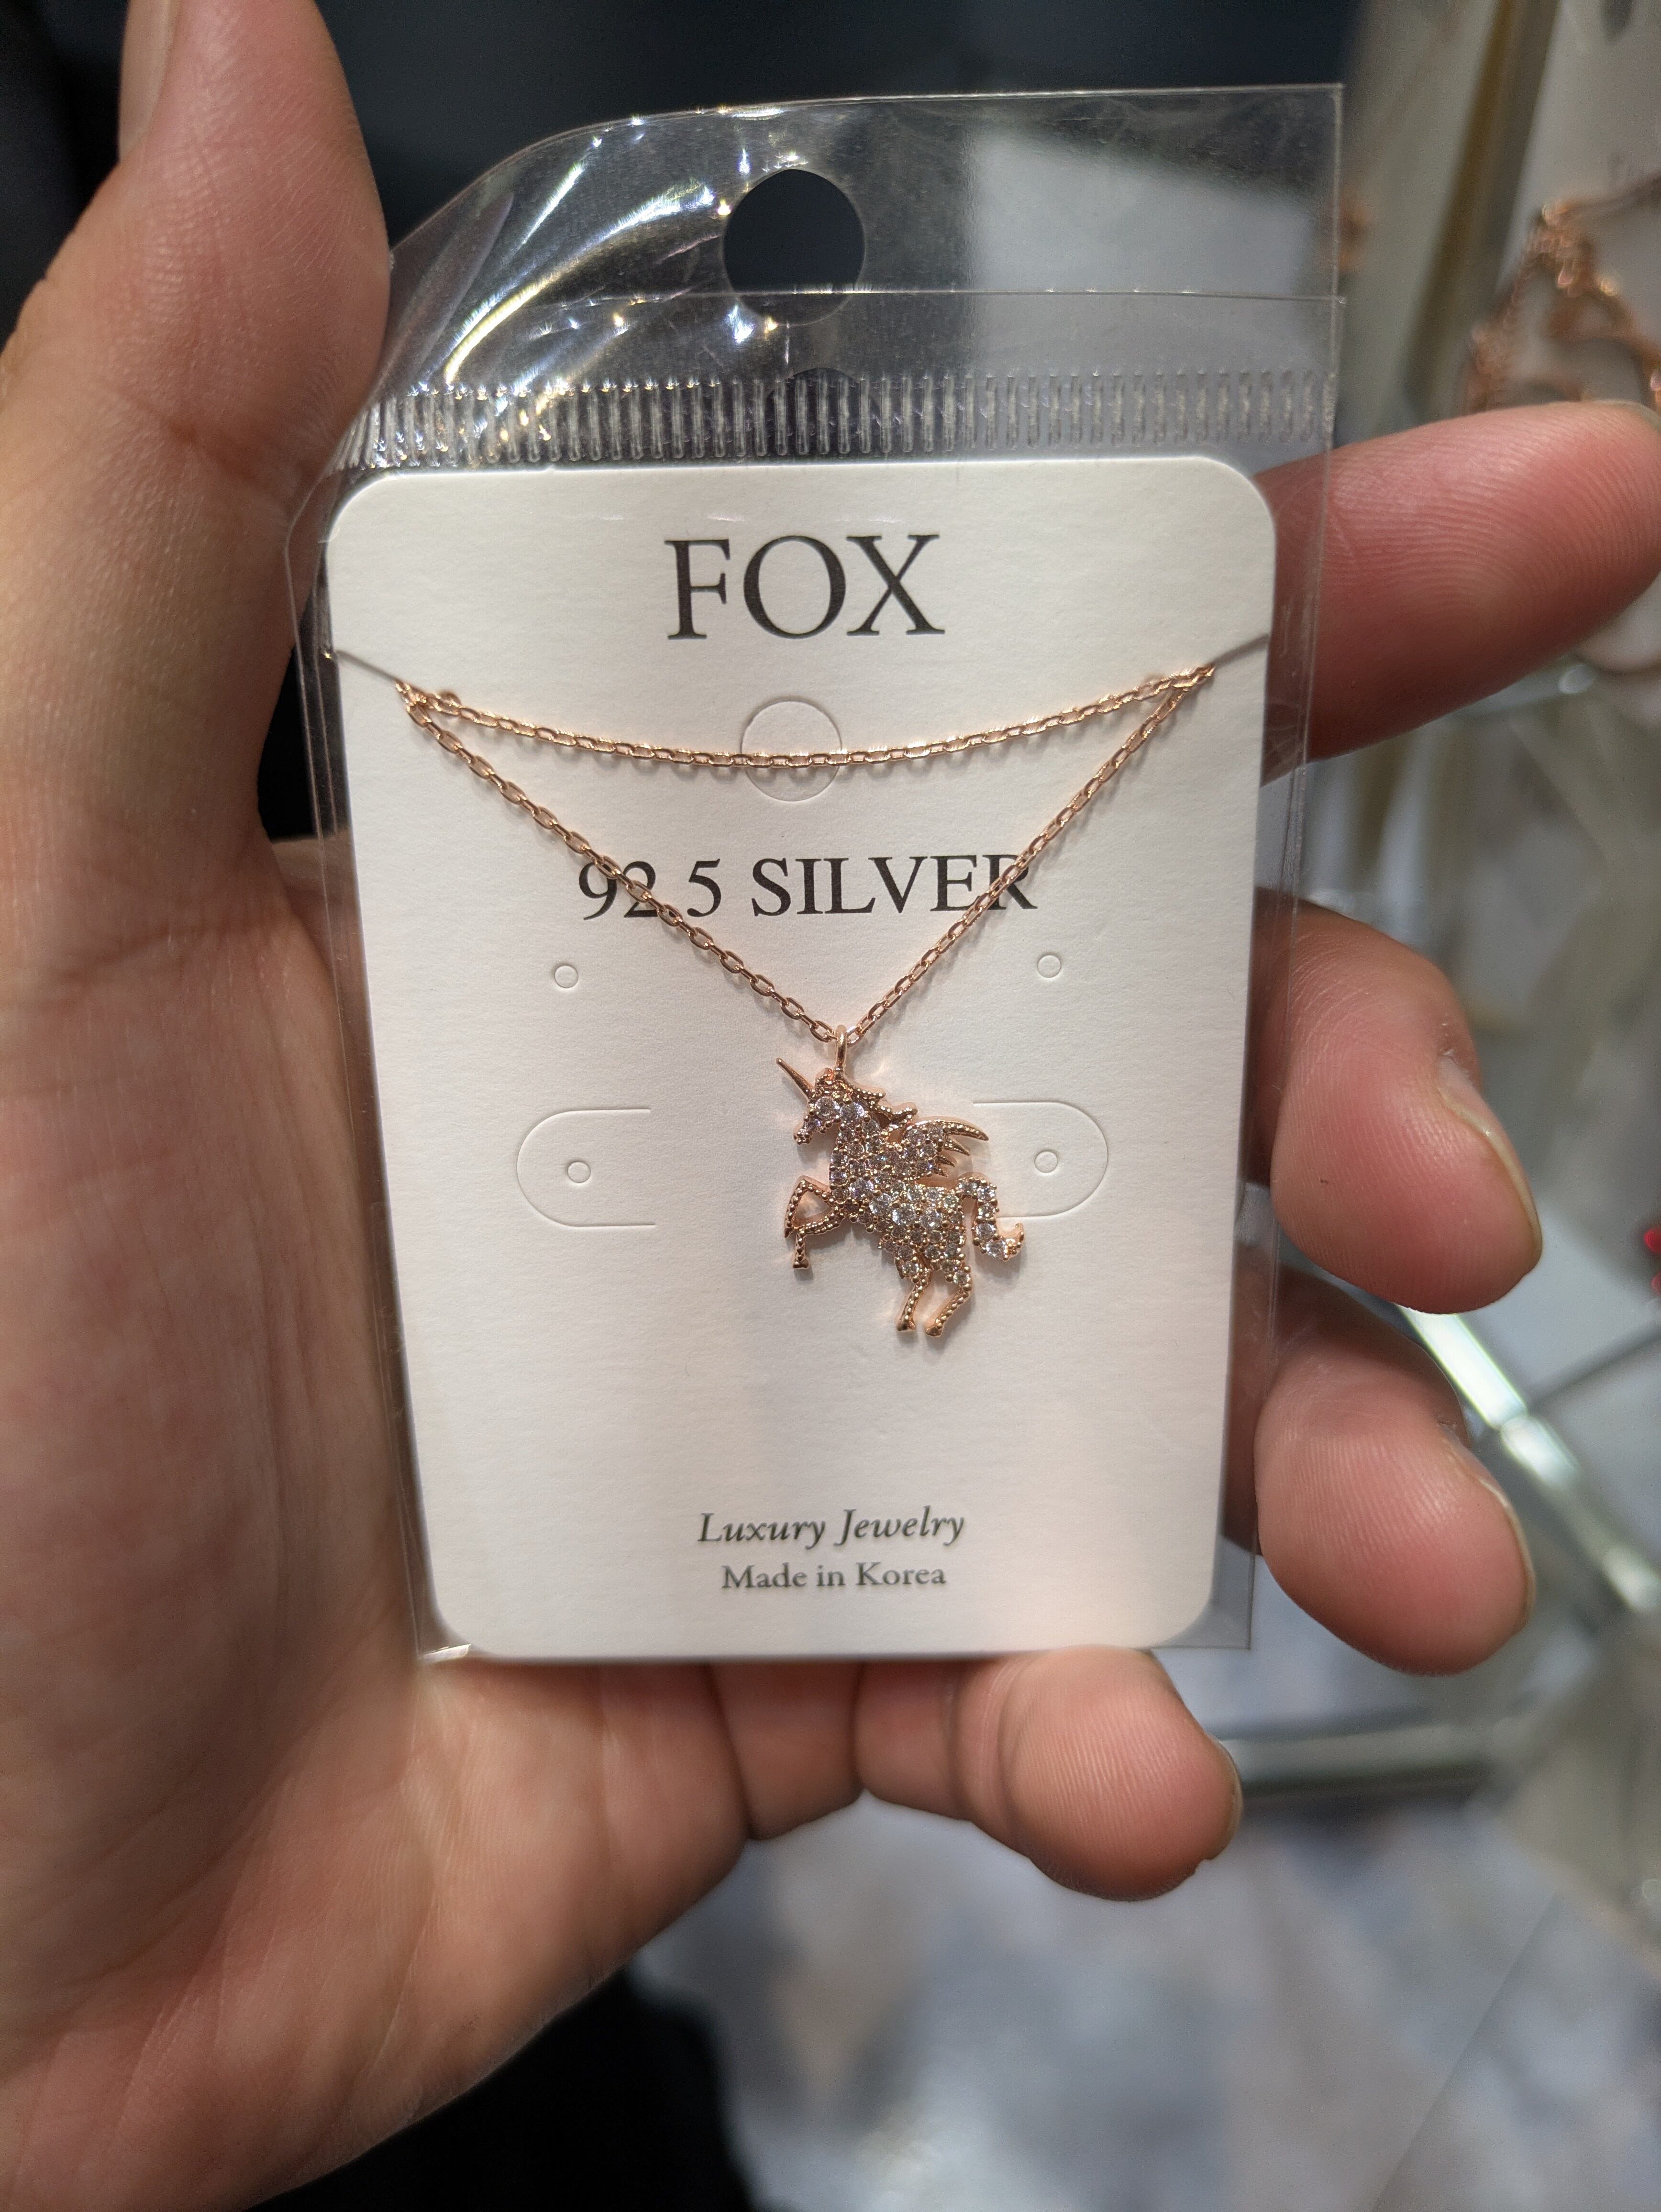 FOX
92.5 SILVER
Luxury Jewelry
Made in Korea